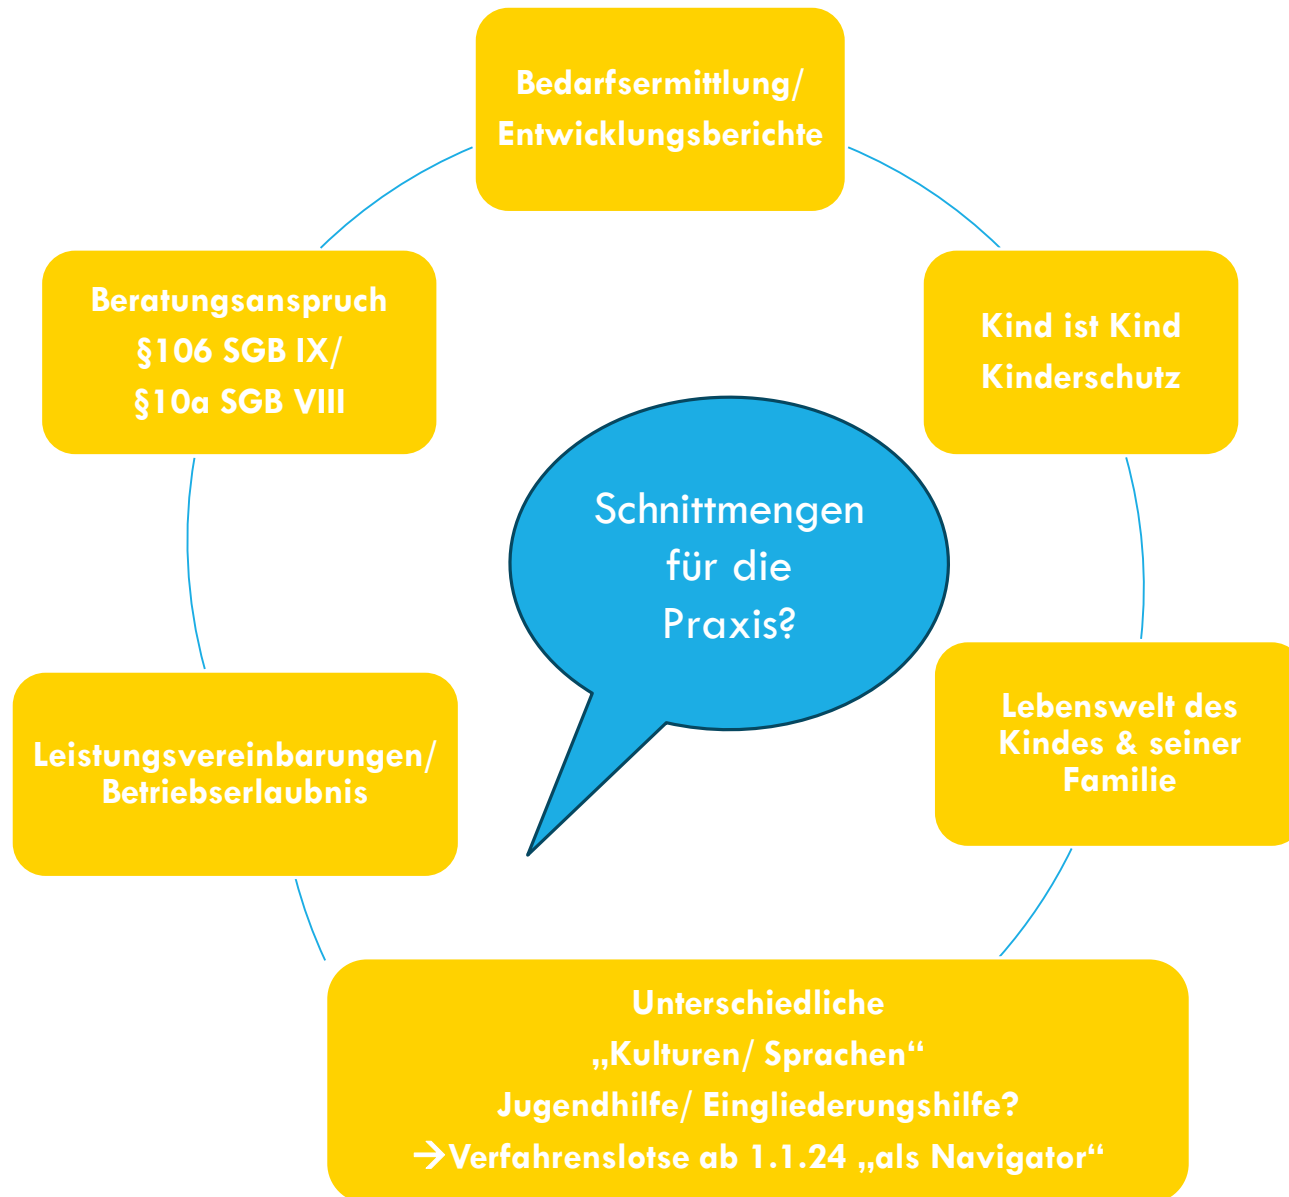 Bedarfsermittlung/
Entwicklungsberichte
Beratungsanspruch
§106 SGB IX/
§10a SGB VIII
Kind ist Kind
Kinderschutz
Schnittmengen
für die
Praxis?
Leistungsvereinbarungen/
Betriebserlaubnis
Lebenswelt des
Kindes & seiner
Familie
Unterschiedliche
„Kulturen/ Sprachen“
Jugendhilfe/ Eingliederungshilfe?
→Verfahrenslotse ab 1.1.24 „als Navigator“